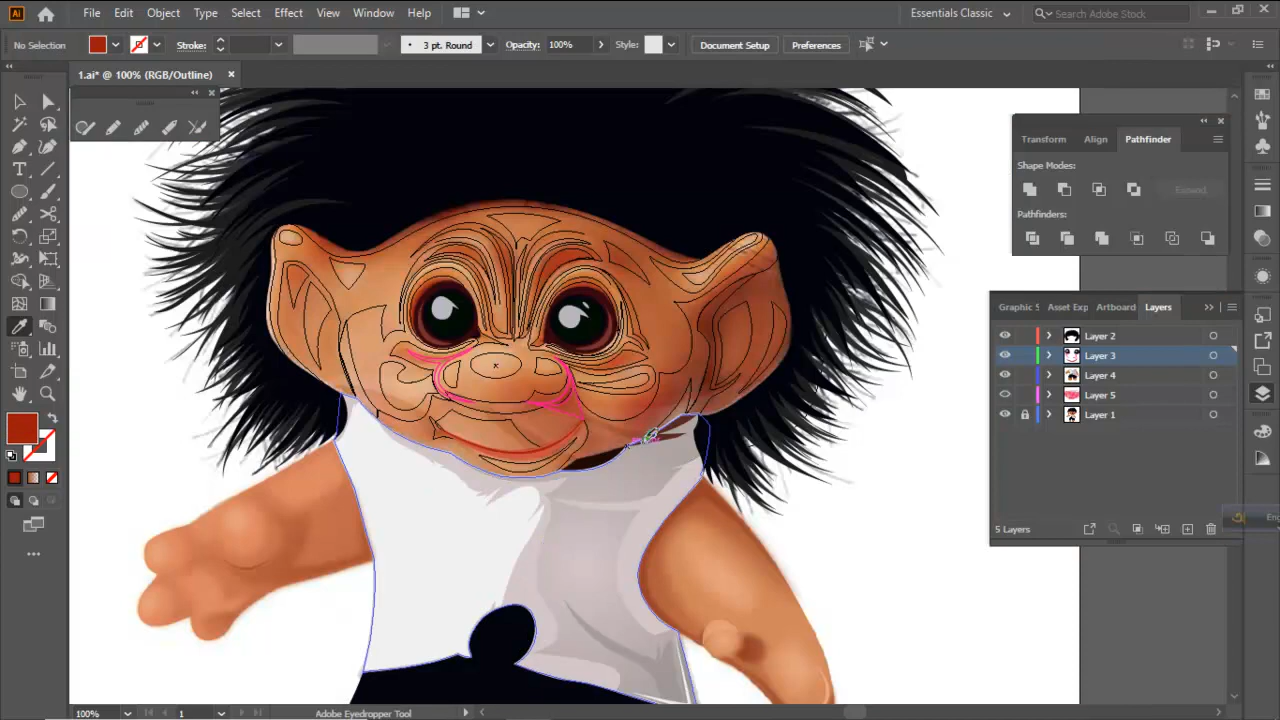 Ai File Edit Object Type Select Effect View Window Help Essentials Classic Search Adobe Stock
No Selection Stroke: 3 pt. Round Opacity: 100% Style: Document Setup Preferences
1.ai* @ 100% (RGB/Outline)
Transform Align Pathfinder
Shape Modes:
Expand
Pathfinders:
Graphic S Asset Exp Artboard Layers
Layer 2
Layer 3
Layer 4
Layer 5
Layer 1
5 Layers
100% 1 Adobe Eyedropper Tool